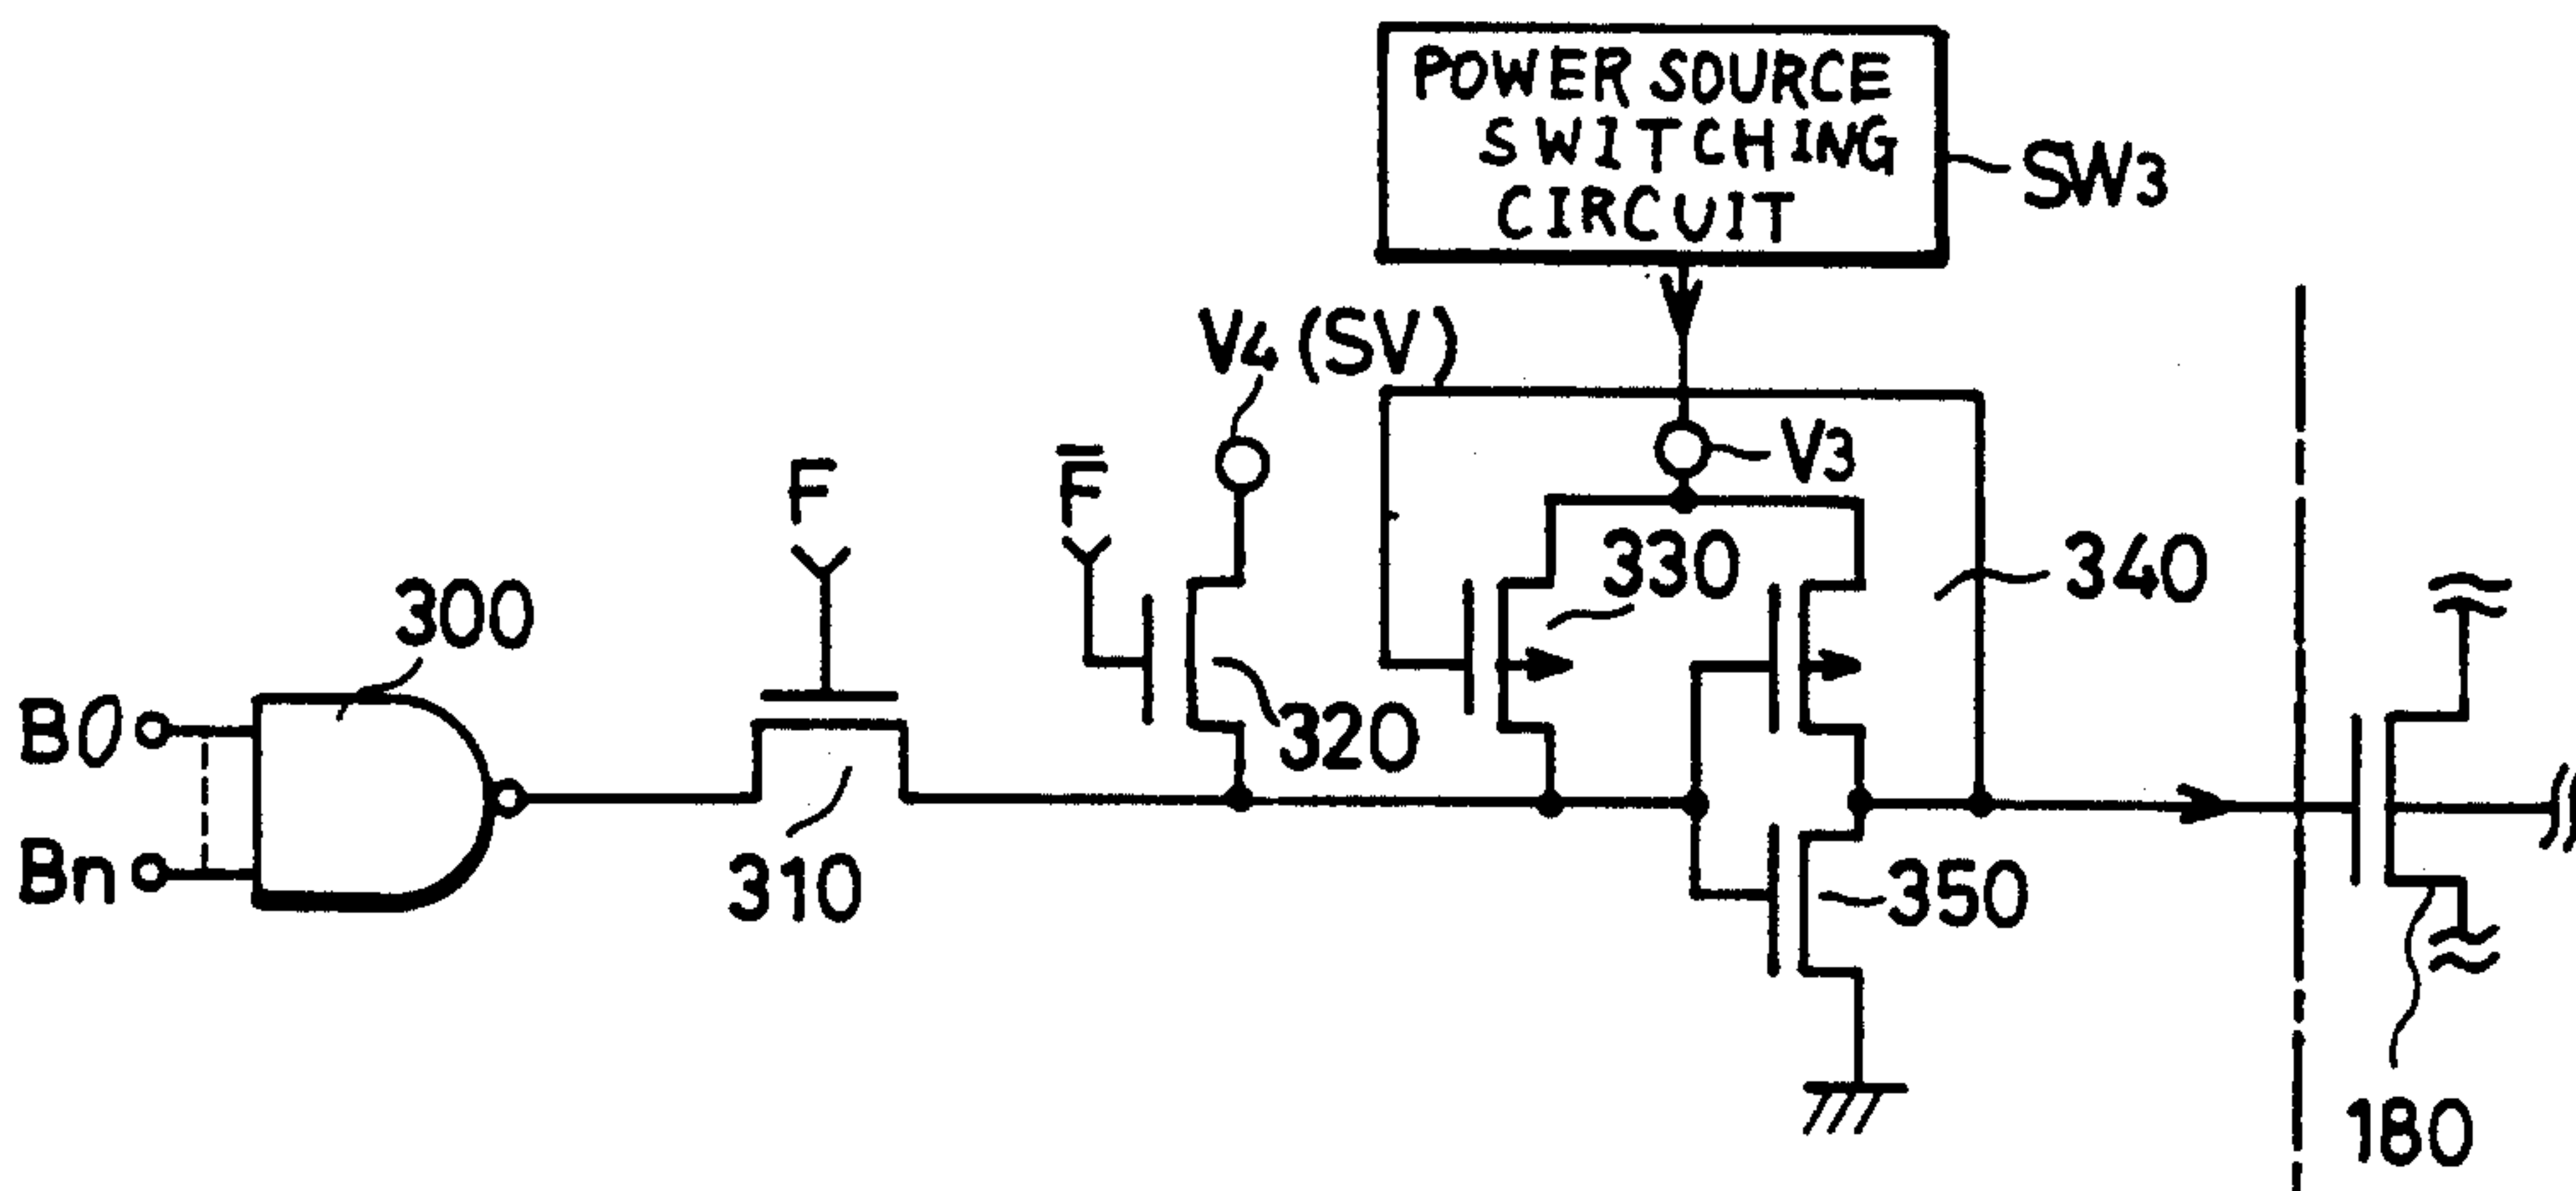 POWER SOURCE
SWITCHING
CIRCUIT
SW3
V4 (SV)
V3
F
F̅
330
340
300
B0
320
Bn
310
350
180